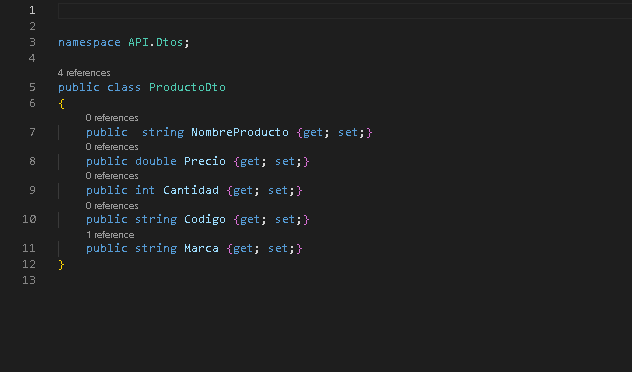 1
2
3 namespace API.Dtos;
4
4 references
5 public class ProductoDto
6 {
0 references
7 public  string NombreProducto {get; set;}
0 references
8 public double Precio {get; set;}
0 references
9 public int Cantidad {get; set;}
0 references
10 public string Codigo {get; set;}
1 reference
11 public string Marca {get; set;}
12 }
13